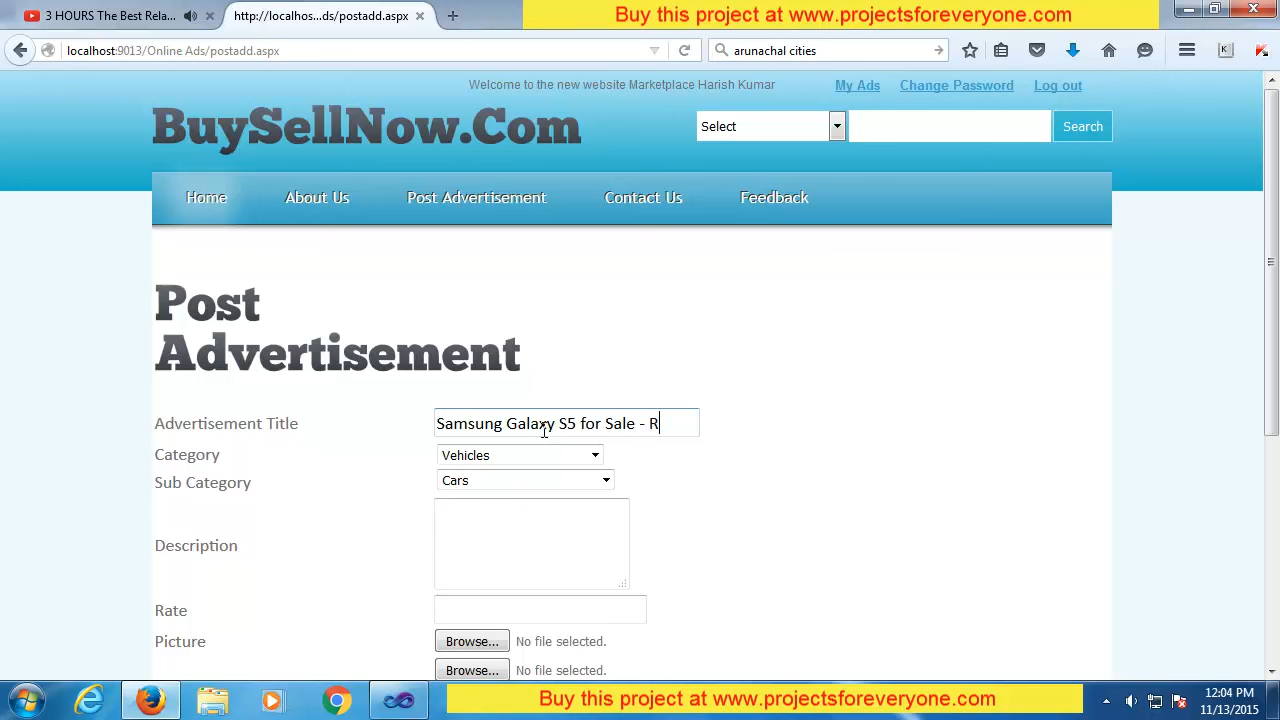 3 HOURS The Best Rela...
http://localhos...ds/postadd.aspx
Buy this project at www.projectsforeveryone.com
localhost:9013/Online Ads/postadd.aspx
arunachal cities
Welcome to the new website Marketplace Harish Kumar
My Ads
Change Password
Log out
BuySellNow.Com
Select
Search
Home
About Us
Post Advertisement
Contact Us
Feedback
Post
Advertisement
Advertisement Title
Samsung Galaxy S5 for Sale - R
Category
Vehicles
Sub Category
Cars
Description
Rate
Picture
Browse...
No file selected.
Browse...
No file selected.
Buy this project at www.projectsforeveryone.com
12:04 PM
11/13/2015